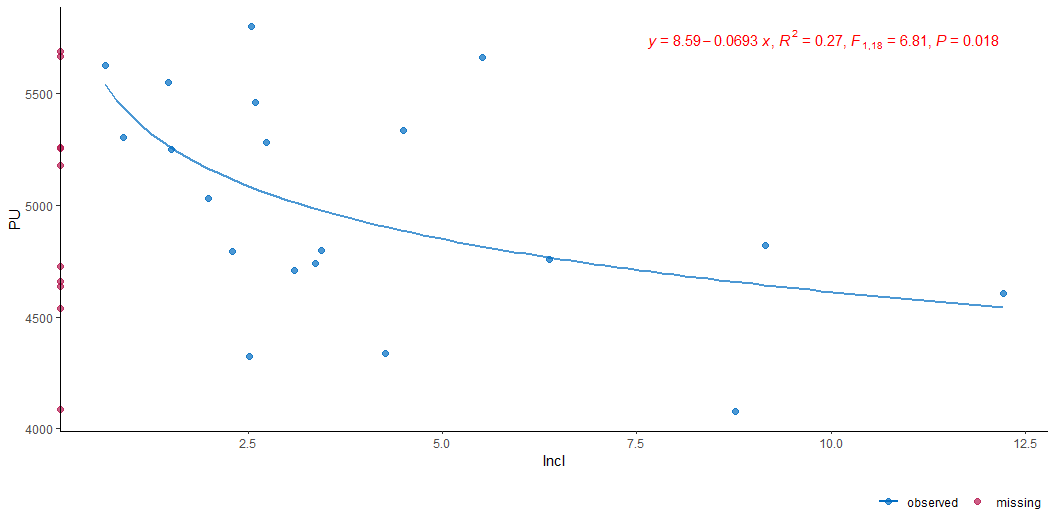 y = 8.59 − 0.0693 x, R² = 0.27, F₁,₁₈ = 6.81, P = 0.018
5500
5000
4500
4000
PU
2.5 5.0 7.5 10.0 12.5
Incl
observed missing